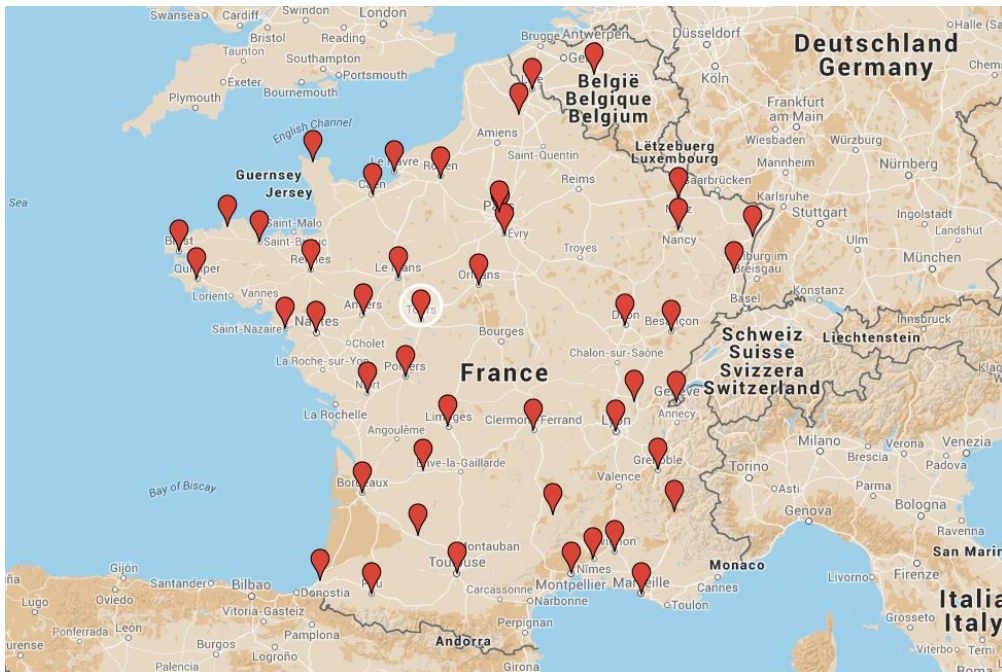 Swansea
Cardiff
London
Brugge
Antwerpen
Düsseldorf
Halle (Sa
Bristol
Reading
Taunton
Southampton
Portsmouth
Exeter
Bournemouth
Plymouth
Köln
Deutschland
Germany
België
Belgique
Belgium
English Channel
Amiens
Saint-Quentin
Frankfurt
am Main
Wiesbaden
Würzburg
Lëtzebuerg
Luxembourg
Mannheim
Nürnberg
Saarbrücken
Guernsey
Jersey
Le Havre
Rouen
Caen
Reims
Karlsruhe
Stuttgart
Ingolstadt
Landshut
Sea
Saint-Malo
Saint-Brieuc
Brest
Évry
Nancy
Ulm
Troyes
München
Quimper
Rennes
Le Mans
Orléans
Lorient
Vannes
Angers
Tours
Basel
Konstanz
Innsbruck
Saint-Nazaire
Nantes
Bourges
Dijon
Besançon
Liechtenstein
Cholet
Chalon-sur-Saône
Schweiz
Suisse
Svizzera
Switzerland
La Roche-sur-Yon
Poitiers
France
Niort
Genève
Annecy
La Rochelle
Limoges
Clermont-Ferrand
Lyon
Angoulême
Milano
Verona
Venezia
Brescia
Padova
Brive-la-Gaillarde
Grenoble
Torino
Valence
Bordeaux
Bay of Biscay
Asti
Parma
Bologna
Genova
Ravenna
Montauban
Avignon
Toulouse
Nîmes
Monaco
San Marin
Gijón
Santander
Bilbao
Donostia
Pau
Montpellier
Marseille
Cannes
Livorno
Firenze
Carcassonne
Narbonne
Toulon
Lugo
Oviedo
Vitoria-Gasteiz
Pamplona
Perpignan
Italia
Italy
Grosseto
Ponferrada
León
Burgos
Logroño
Andorra
Girona
Palencia
Viterbo
Terni
Roma